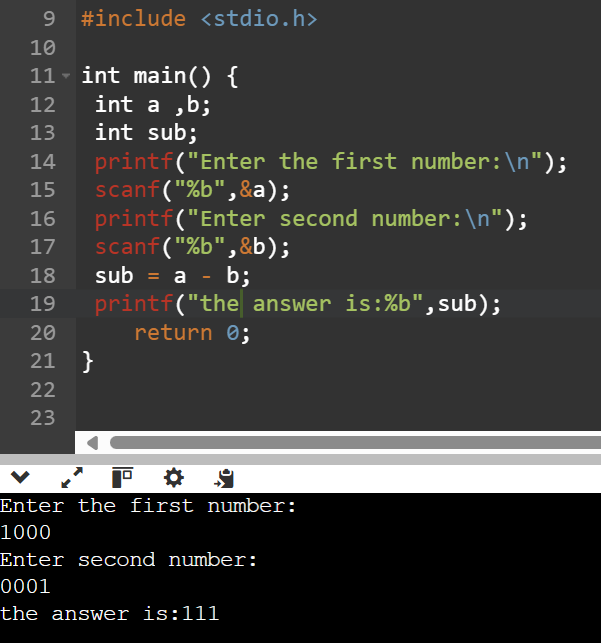 9 #include <stdio.h>
10
11 int main() {
12 int a ,b;
13 int sub;
14 printf("Enter the first number:\n");
15 scanf("%b",&a);
16 printf("Enter second number:\n");
17 scanf("%b",&b);
18 sub = a - b;
19 printf("the answer is:%b",sub);
20 return 0;
21 }
22
23
Enter the first number:
1000
Enter second number:
0001
the answer is:111